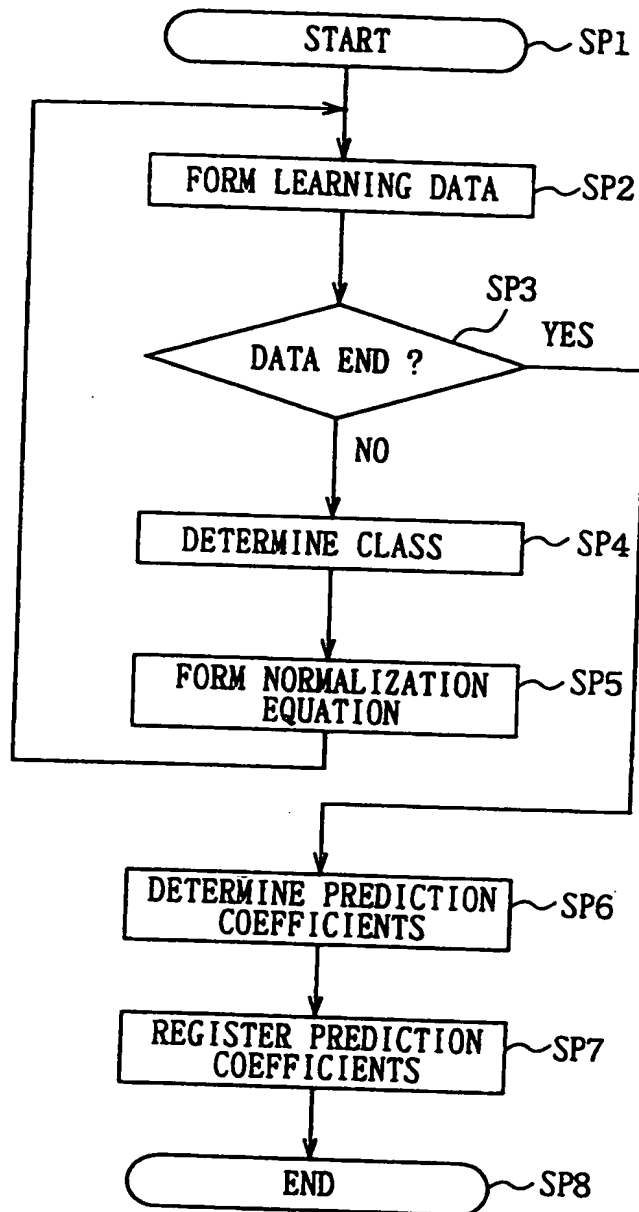 START
SP1
FORM LEARNING DATA
SP2
SP3
DATA END ?
YES
NO
DETERMINE CLASS
SP4
FORM NORMALIZATION
EQUATION
SP5
DETERMINE PREDICTION
COEFFICIENTS
SP6
REGISTER PREDICTION
COEFFICIENTS
SP7
END
SP8